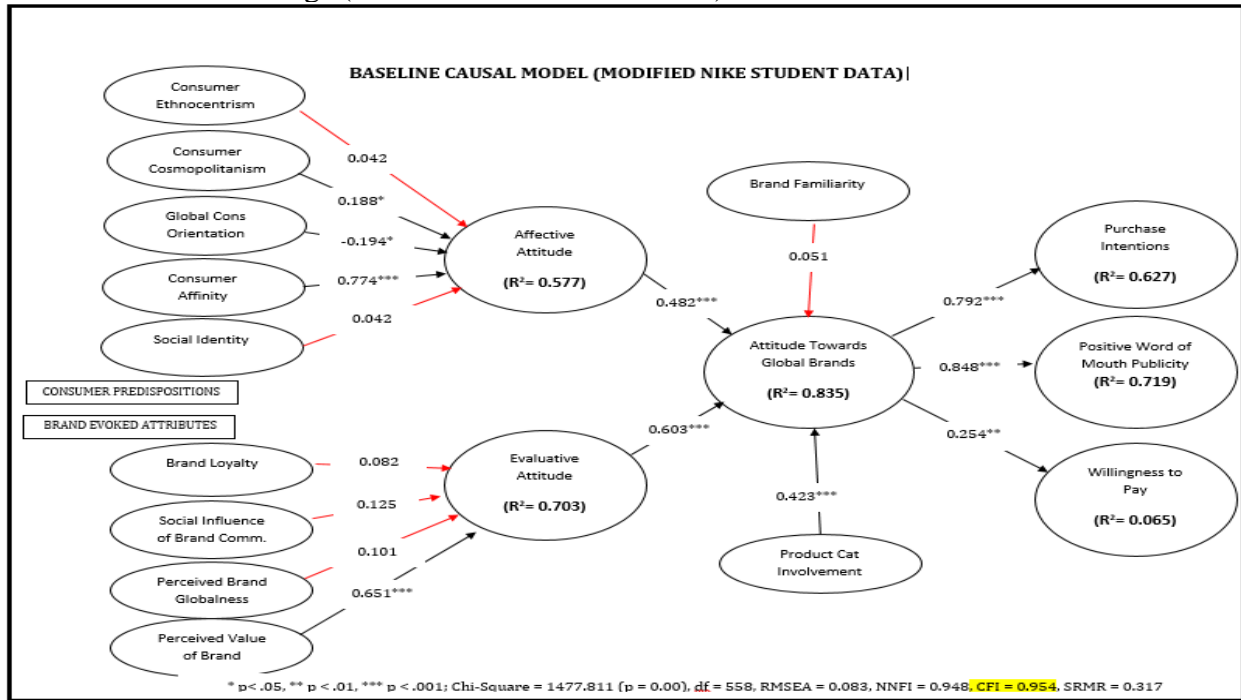 BASELINE CAUSAL MODEL (MODIFIED NIKE STUDENT DATA)|
Consumer
Ethnocentrism
0.042
Consumer
Cosmopolitanism
0.188*
Global Cons
Orientation
-0.194*
Consumer
Affinity
0.774***
Social Identity
0.042
Affective
Attitude
(R²= 0.577)
0.482***
Brand Familiarity
0.051
CONSUMER PREDISPOSITIONS
BRAND EVOKED ATTRIBUTES
Brand Loyalty
0.082
Social Influence
of Brand Comm.
0.125
Perceived Brand
Globalness
0.101
Perceived Value
of Brand
0.651***
Evaluative
Attitude
(R²= 0.703)
0.603***
Attitude Towards
Global Brands
(R²= 0.835)
0.423***
Product Cat
Involvement
0.792***
Purchase
Intentions
(R²= 0.627)
0.848***
Positive Word of
Mouth Publicity
(R²= 0.719)
0.254**
Willingness to
Pay
(R²= 0.065)
* p< .05, ** p < .01, *** p < .001; Chi-Square = 1477.811 (p = 0.00), df = 558, RMSEA = 0.083, NNFI = 0.948, CFI = 0.954, SRMR = 0.317